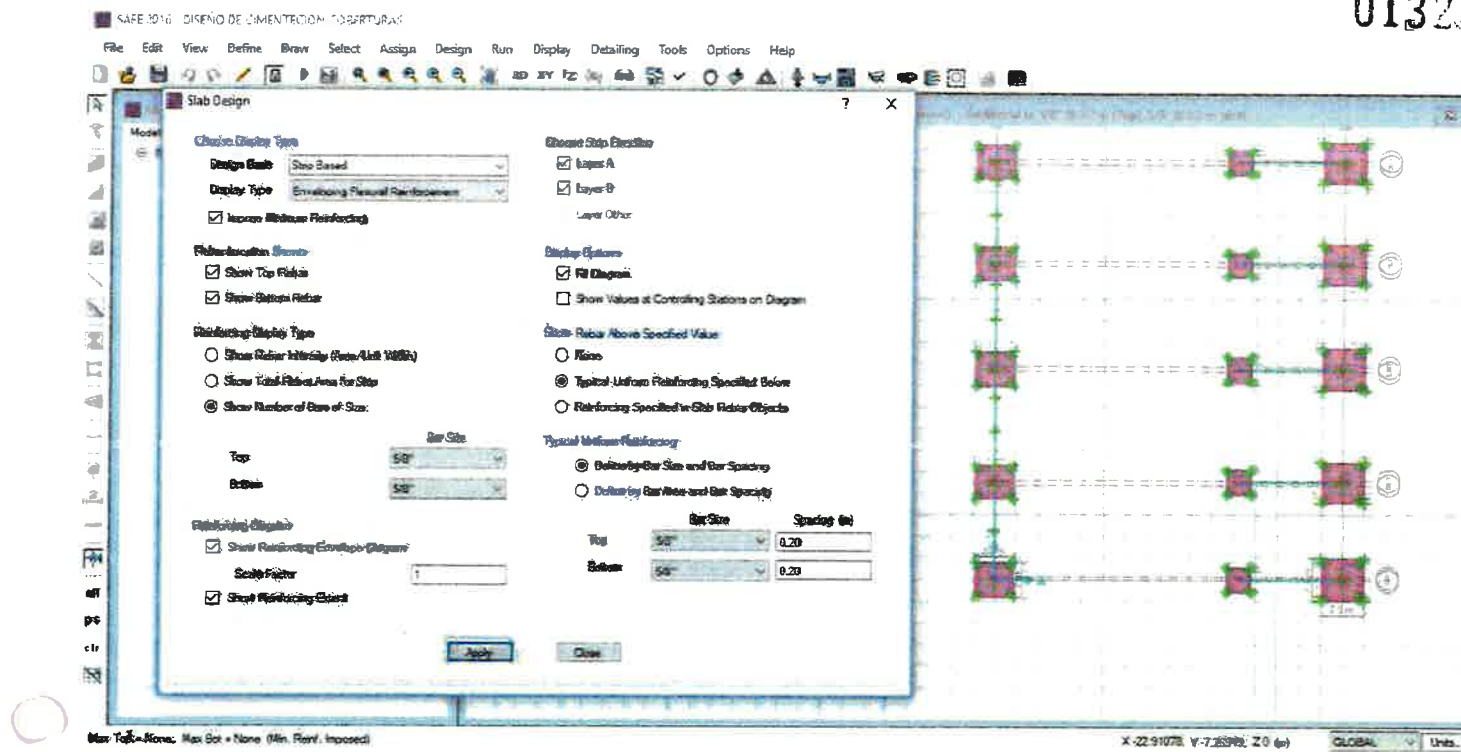 0132
SAFE 2016 - DISEÑO DE CIMENTECION COBERTURAS
File Edit View Define Draw Select Assign Design Run Display Detailing Tools Options Help
Slab Design
? X
Model
Choose Display Type
Design Basis Strip Based
Display Type Enveloping Flexural Reinforcement
Impose Minimum Reinforcing
Rebar Location Shown
Show Top Rebar
Show Bottom Rebar
Reinforcing Display Type
Show Rebar Intensity (Area/Unit Width)
Show Total Rebar Area for Strip
Show Number of Bars of Size:
Bar Size
Top 5/8"
Bottom 5/8"
Reinforcing Diagram
Show Reinforcing Envelope Diagram
Scale Factor 1
Show Reinforcing Extent
Choose Strip Direction
Layer A
Layer B
Layer Other
Display Options
Fill Diagram
Show Values at Controlling Stations on Diagram
Show Rebar Above Specified Value
None
Typical Uniform Reinforcing Specified Below
Reinforcing Specified in Slab Rebar Objects
Typical Uniform Reinforcing
Define by Bar Size and Bar Spacing
Define by Bar Area and Bar Spacing
Bar Size Spacing (m)
Top 5/8" 0.20
Bottom 5/8" 0.20
Apply Close
all
ps
clr
Max Top = None, Max Bot = None (Min. Reinf. Imposed)
X -22.91078, Z 0 (m)
GLOBAL
Units...